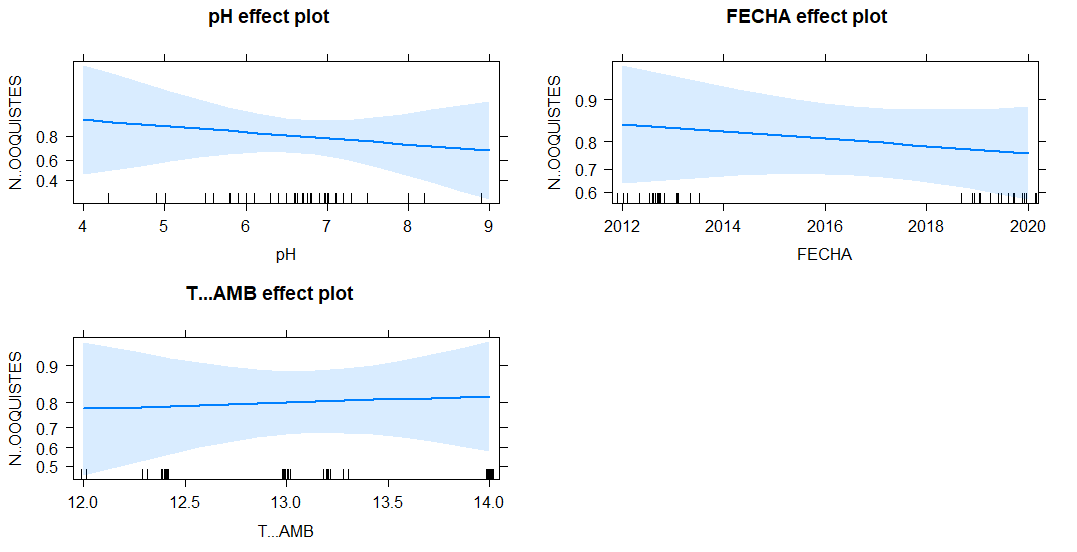 pH effect plot
N..OOQUISTES
0.8
0.6
0.4
4 5 6 7 8 9
pH
FECHA effect plot
N..OOQUISTES
0.9
0.8
0.7
0.6
2012 2014 2016 2018 2020
FECHA
T...AMB effect plot
N..OOQUISTES
0.9
0.8
0.7
0.6
0.5
12.0 12.5 13.0 13.5 14.0
T...AMB